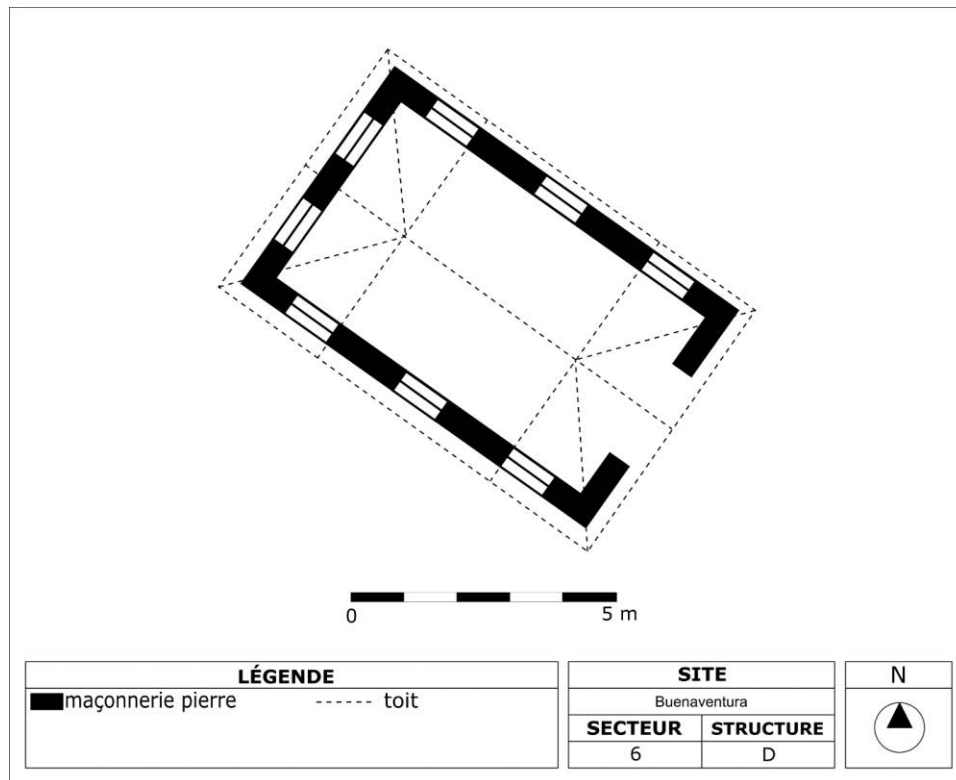 0 5 m
LÉGENDE
maçonnerie pierre toit
SITE
Buenaventura
SECTEUR STRUCTURE
6 D
N